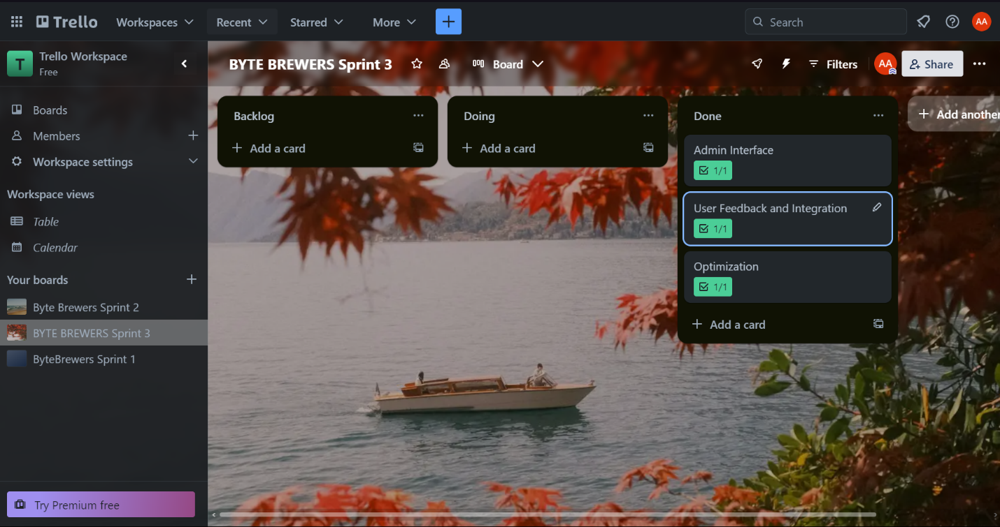 Trello
Workspaces
Recent
Starred
More
Search
AA
T
Trello Workspace
Free
BYTE BREWERS Sprint 3
Board
Filters
AA
Share
Boards
Members
Workspace settings
Workspace views
Table
Calendar
Your boards
Byte Brewers Sprint 2
BYTE BREWERS Sprint 3
ByteBrewers Sprint 1
Try Premium free
Backlog
Add a card
Doing
Add a card
Done
Admin Interface
1/1
User Feedback and Integration
1/1
Optimization
1/1
Add a card
Add another